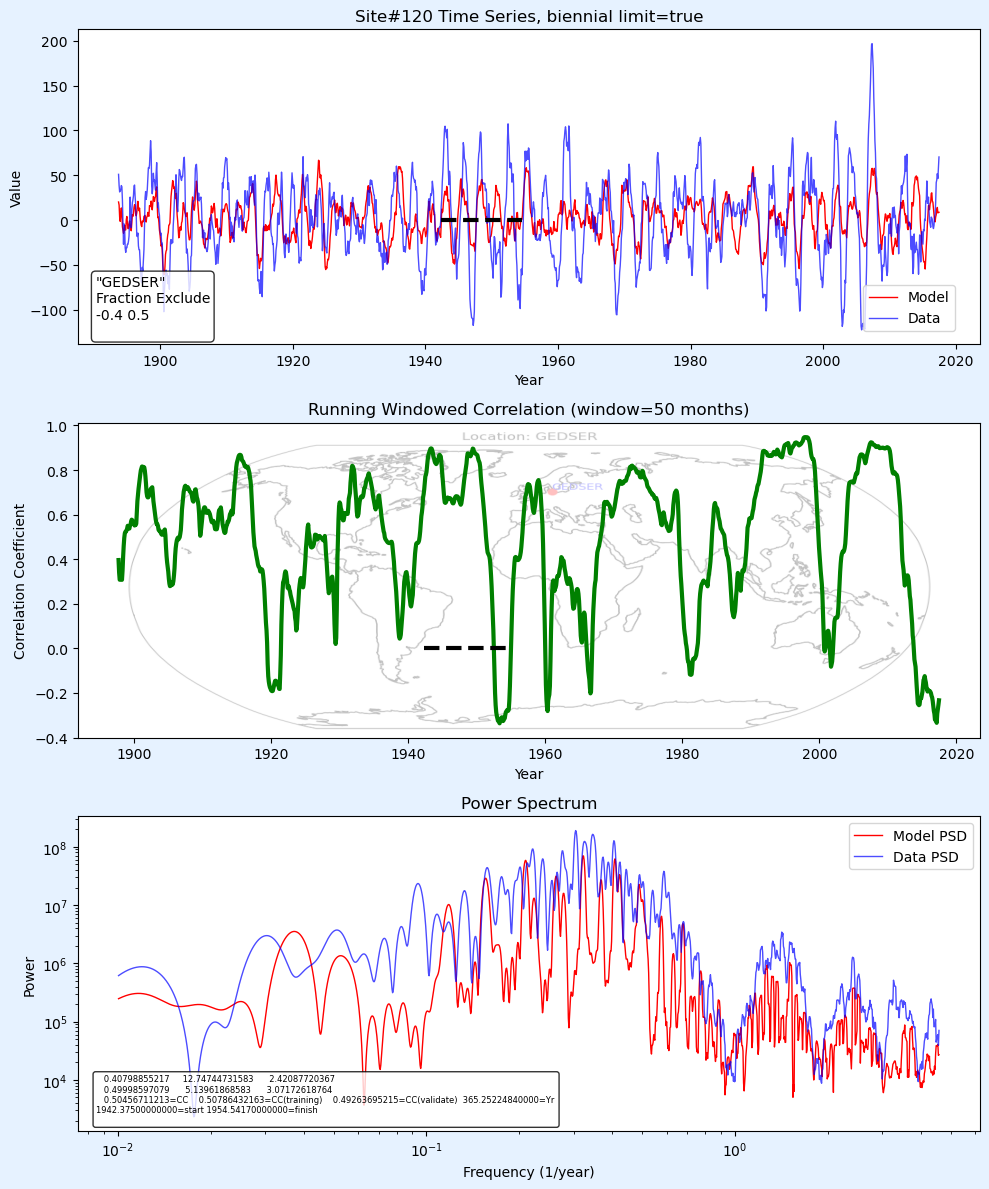 Site#120 Time Series, biennial limit=true
Value
200
150
100
50
0
−50
−100
"GEDSER"
Fraction Exclude
-0.4 0.5
Model
Data
1900 1920 1940 1960 1980 2000 2020
Year
Running Windowed Correlation (window=50 months)
Correlation Coefficient
1.0
0.8
0.6
0.4
0.2
0.0
−0.2
−0.4
Location: GEDSER
GEDSER
1900 1920 1940 1960 1980 2000 2020
Year
Power Spectrum
Power
10^8
10^7
10^6
10^5
10^4
Model PSD
Data PSD
0.40798855217 12.74744731583 2.42087720367
0.49998597079 5.13961868583 3.07172618764
0.50456711213=CC 0.50786432163=CC(training) 0.49263695215=CC(validate) 365.25224840000=Yr
1942.37500000000=start 1954.54170000000=finish
10^−2 10^−1 10^0
Frequency (1/year)